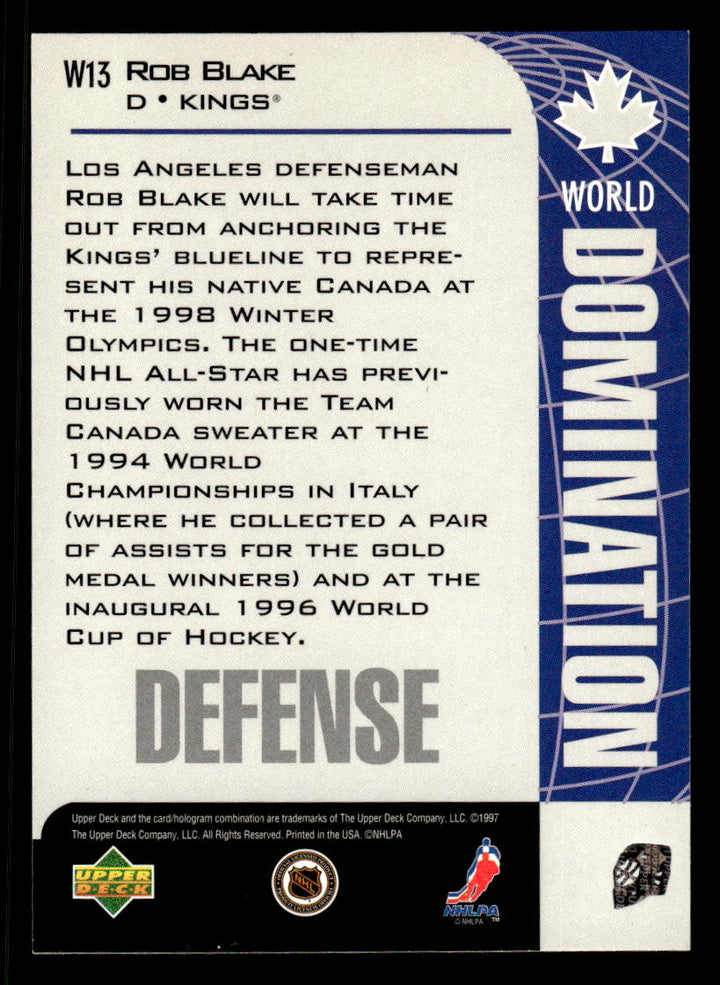 W13 ROB BLAKE
D • KINGS®
LOS ANGELES DEFENSEMAN
ROB BLAKE WILL TAKE TIME
OUT FROM ANCHORING THE
KINGS' BLUELINE TO REPRE-
SENT HIS NATIVE CANADA AT
THE 1998 WINTER
OLYMPICS. THE ONE-TIME
NHL ALL-STAR HAS PREVI-
OUSLY WORN THE TEAM
CANADA SWEATER AT THE
1994 WORLD
CHAMPIONSHIPS IN ITALY
(WHERE HE COLLECTED A PAIR
OF ASSISTS FOR THE GOLD
MEDAL WINNERS) AND AT THE
INAUGURAL 1996 WORLD
CUP OF HOCKEY.
DEFENSE
WORLD
DOMINATION
Upper Deck and the card/hologram combination are trademarks of The Upper Deck Company, LLC. ©1997
The Upper Deck Company, LLC. All Rights Reserved. Printed in the USA. ©NHLPA
UPPER
DECK
NHL
NHLPA
© NHLPA ™